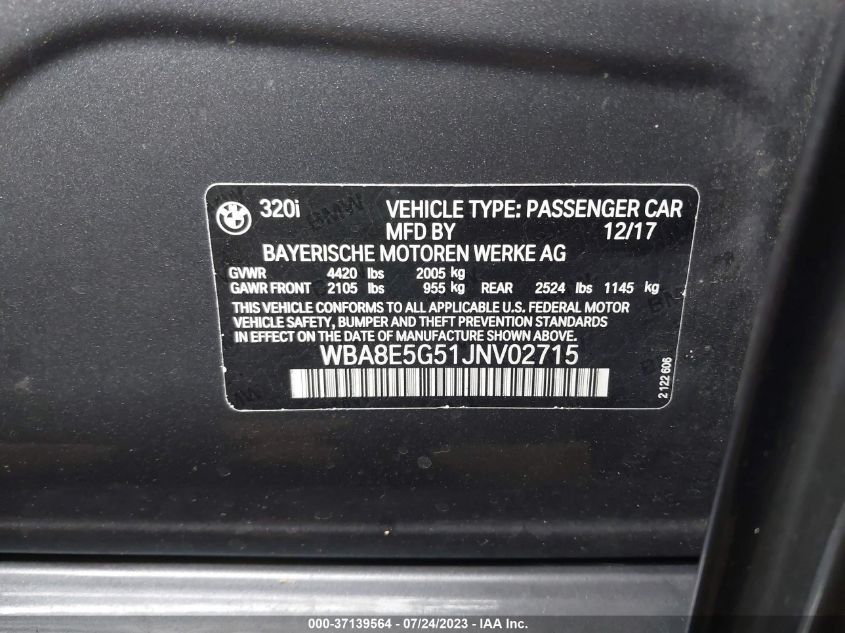 BMW 320i VEHICLE TYPE: PASSENGER CAR
MFD BY 12/17
BAYERISCHE MOTOREN WERKE AG
GVWR 4420 lbs 2005 kg
GAWR FRONT 2105 lbs 955 kg REAR 2524 lbs 1145 kg
THIS VEHICLE CONFORMS TO ALL APPLICABLE U.S. FEDERAL MOTOR
VEHICLE SAFETY, BUMPER AND THEFT PREVENTION STANDARDS
IN EFFECT ON THE DATE OF MANUFACTURE SHOWN ABOVE.
WBA8E5G51JNV02715
2 122 606
000-37139564 / 07/24/2023 / IAA Inc.